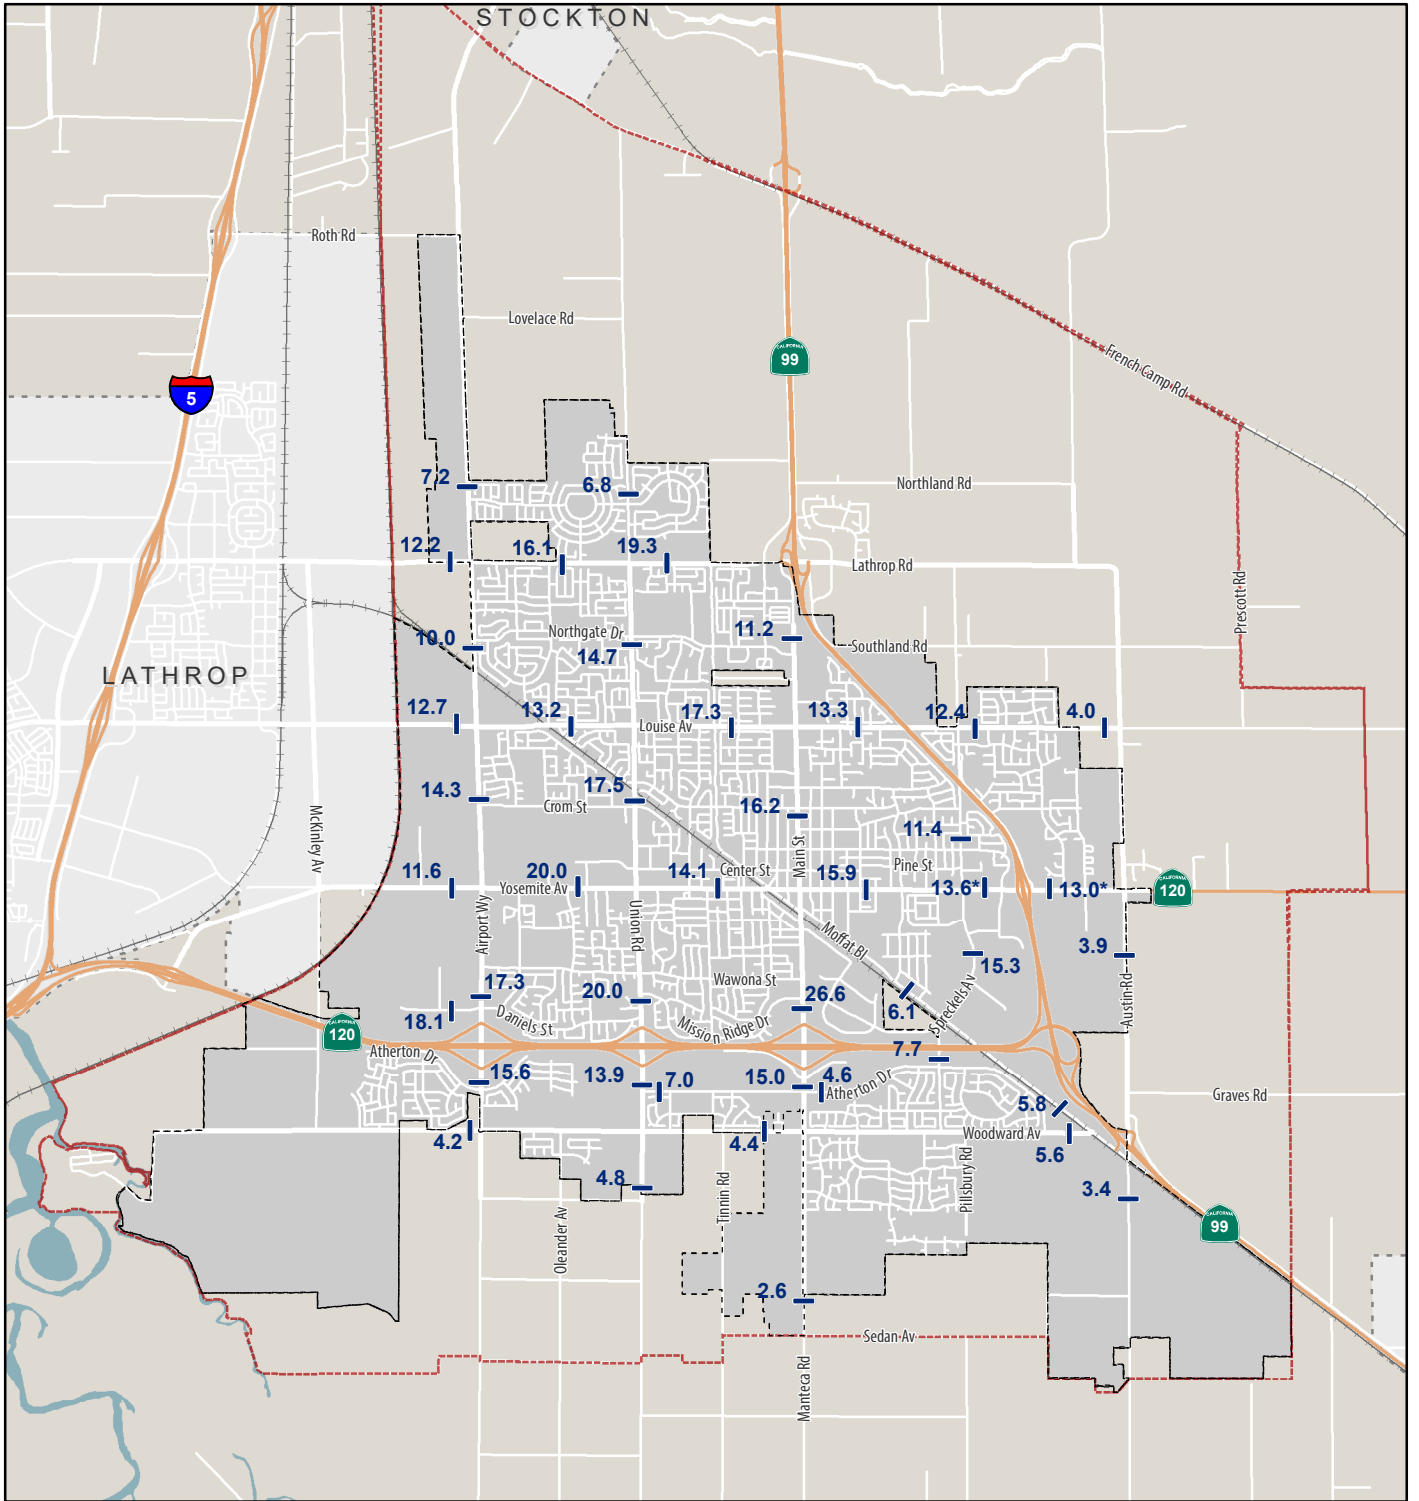 STOCKTON
Roth Rd
Lovelace Rd
CALIFORNIA
99
French Camp Rd
5
7.2
6.8
Northland Rd
12.2
16.1
19.3
Lathrop Rd
Prescott Rd
10.0
Northgate Dr
14.7
11.2
Southland Rd
LATHROP
12.7
13.2
Louise Av
17.3
13.3
12.4
4.0
14.3
Crom St
17.5
16.2
Main St
11.4
McKinley Av
11.6
Yosemite Av
20.0
14.1
Center St
15.9
Pine St
13.6*
13.0*
CALIFORNIA
120
Airport Wy
Union Rd
Moffat Bl
3.9
15.3
Wawona St
17.3
20.0
26.6
6.1
Spreckels Av
Austin Rd
18.1
Daniels St
Mission Ridge Dr
CALIFORNIA
120
Atherton Dr
7.7
15.6
13.9
7.0
15.0
4.6
Atherton Dr
Graves Rd
5.8
4.2
4.4
Woodward Av
5.6
4.8
Tinnin Rd
Pillsbury Rd
3.4
Oleander Av
CALIFORNIA
99
2.6
Sedan Av
Manteca Rd